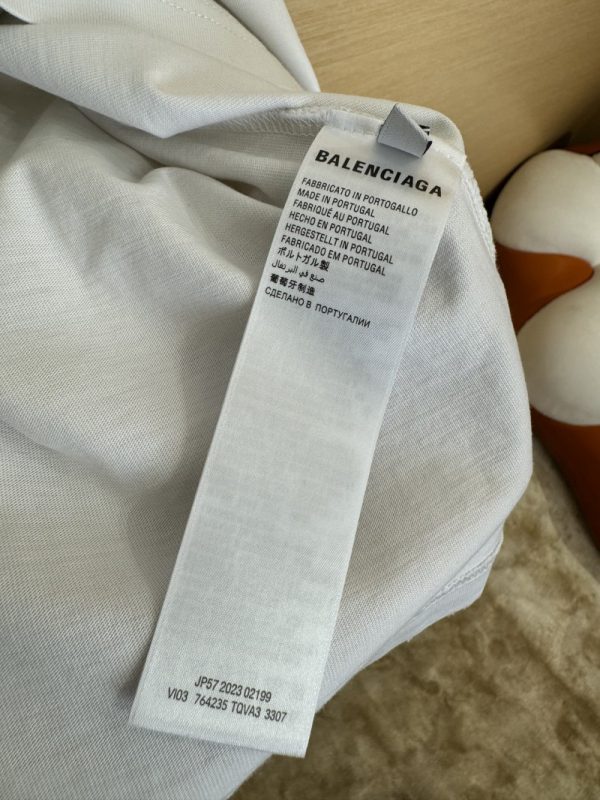 BALENCIAGA
FABBRICATO IN PORTOGALLO
MADE IN PORTUGAL
FABRIQUÉ AU PORTUGAL
HECHO EN PORTUGAL
HERGESTELLT IN PORTUGAL
FABRICADO EM PORTUGAL
ポルトガル製
صنع في البرتغال
葡萄牙制造
СДЕЛАНО В ПОРТУГАЛИИ
JP57 2023 02199
VI03 764235 TQVA3 3307